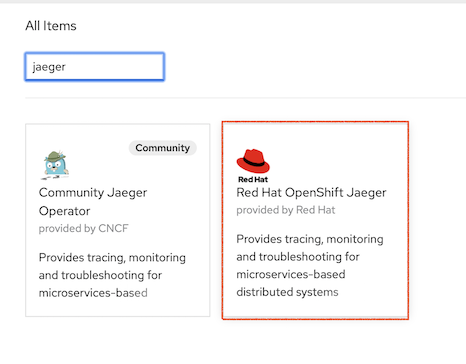 All Items
jaeger
Community
Community Jaeger
Operator
provided by CNCF
Provides tracing, monitoring
and troubleshooting for
microservices-based
Red Hat
Red Hat OpenShift Jaeger
provided by Red Hat
Provides tracing, monitoring
and troubleshooting for
microservices-based
distributed systems